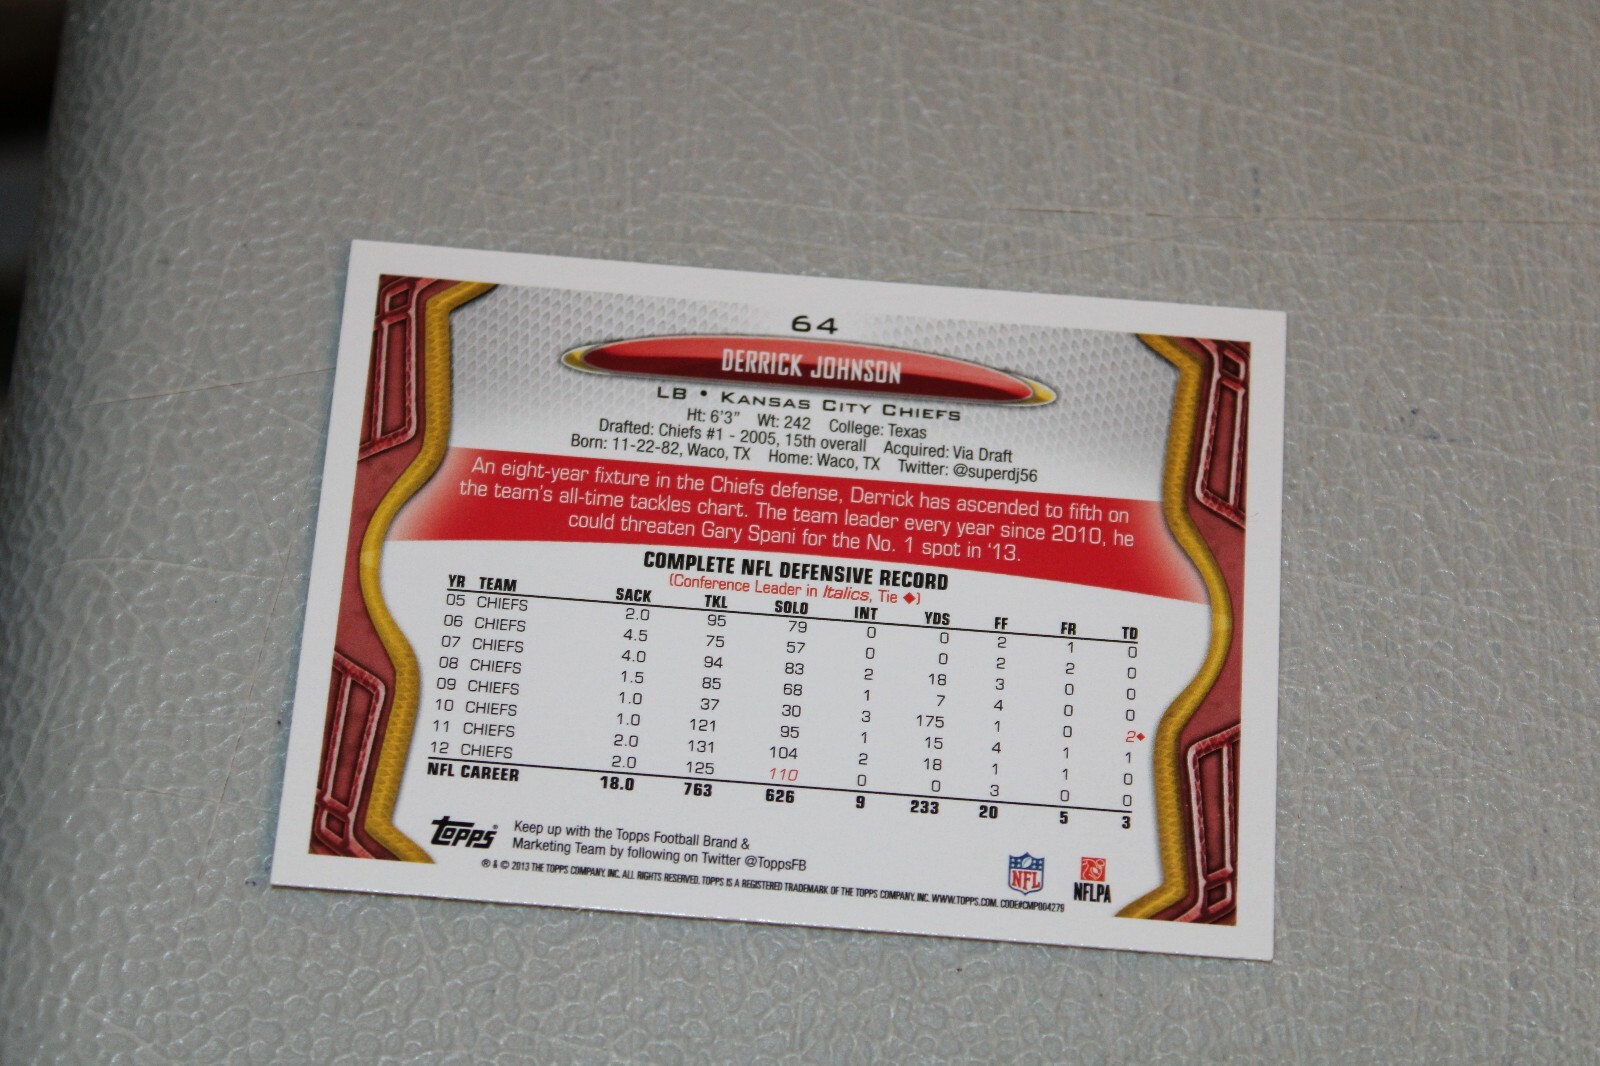 64
DERRICK JOHNSON
LB • KANSAS CITY CHIEFS
Ht: 6'3" Wt: 242 College: Texas
Drafted: Chiefs #1 - 2005, 15th overall Acquired: Via Draft
Born: 11-22-82, Waco, TX Home: Waco, TX Twitter: @superdj56
An eight-year fixture in the Chiefs defense, Derrick has ascended to fifth on
the team's all-time tackles chart. The team leader every year since 2010, he
could threaten Gary Spani for the No. 1 spot in '13.
COMPLETE NFL DEFENSIVE RECORD
(Conference Leader in Italics, Tie ◆)
YR TEAM SACK TKL SOLO INT YDS FF FR TD
05 CHIEFS 2.0 95 79 0 0 2 1 0
06 CHIEFS 4.5 75 57 0 0 2 2 0
07 CHIEFS 4.0 94 83 2 18 3 0 0
08 CHIEFS 1.5 85 68 1 7 4 0 0
09 CHIEFS 1.0 37 30 3 175 1 0 2◆
10 CHIEFS 1.0 121 95 1 15 4 1 1
11 CHIEFS 2.0 131 104 2 18 1 1 0
12 CHIEFS 2.0 125 110 0 0 3 0 0
NFL CAREER 18.0 763 626 9 233 20 5 3
Topps® Keep up with the Topps Football Brand &
Marketing Team by following on Twitter @ToppsFB
® & © 2013 THE TOPPS COMPANY, INC. ALL RIGHTS RESERVED. TOPPS IS A REGISTERED TRADEMARK OF THE TOPPS COMPANY, INC. WWW.TOPPS.COM. CODE#CMP004279
NFL
NFLPA